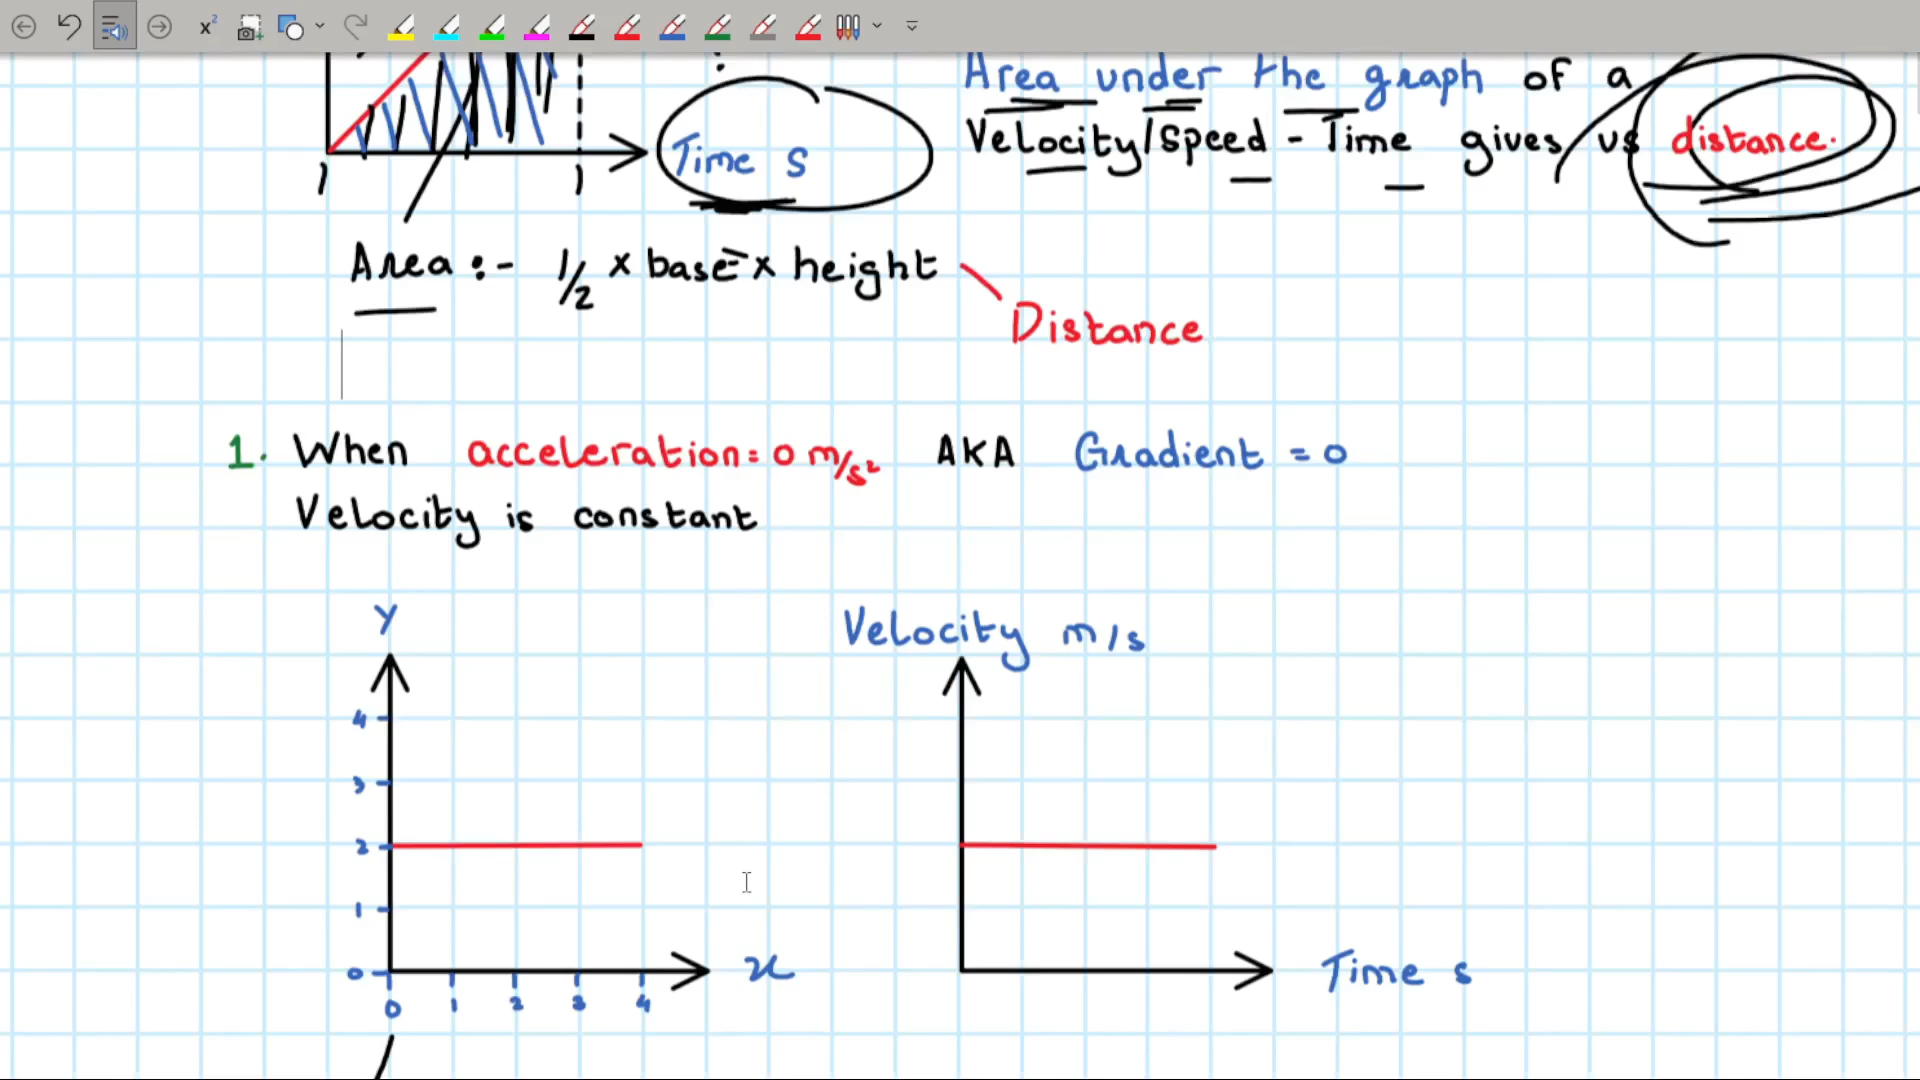 x²
Area under the graph of a
Velocity/Speed - Time gives us distance.
Time s
Area :- 1/2 x base x height
Distance
1. When acceleration = 0 m/s² AKA Gradient = 0
Velocity is constant
Y
4
3
2
1
0
0 1 2 3 4
x
Velocity m/s
Time s